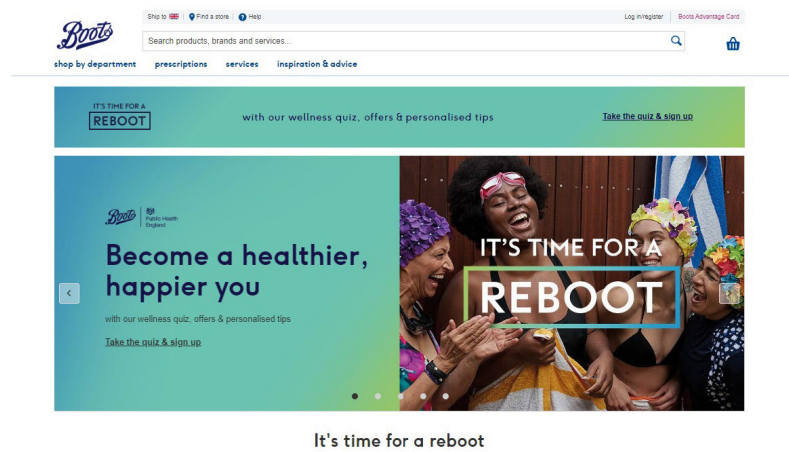 Ship to
Find a store
Help
Log in/register
Boots Advantage Card
Boots
Search products, brands and services...
shop by department
prescriptions
services
inspiration & advice
IT'S TIME FOR A
REBOOT
with our wellness quiz, offers & personalised tips
Take the quiz & sign up
Boots
Public Health
England
Become a healthier,
happier you
with our wellness quiz, offers & personalised tips
Take the quiz & sign up
IT'S TIME FOR A
REBOOT
It's time for a reboot